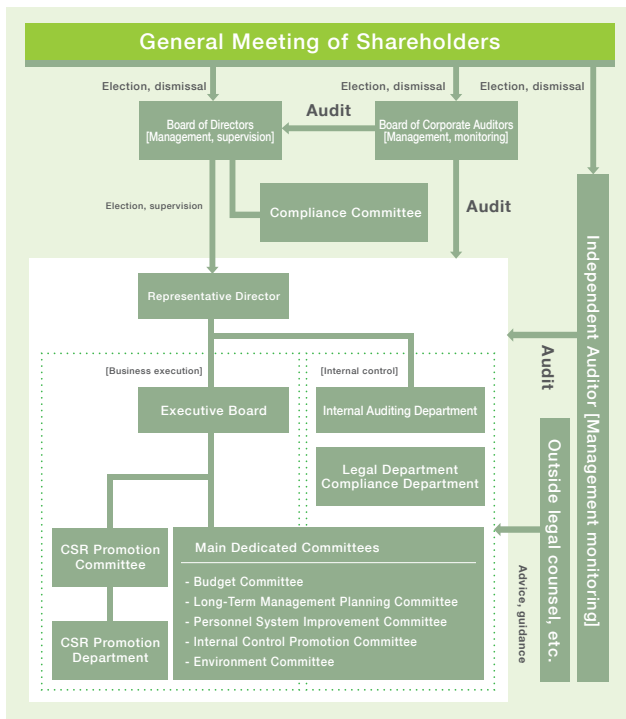 General Meeting of Shareholders
Election, dismissal
Election, dismissal
Election, dismissal
Board of Directors
[Management, supervision]
Audit
Board of Corporate Auditors
[Management, monitoring]
Election, supervision
Compliance Committee
Audit
Independent Auditor [Management monitoring]
Representative Director
Audit
[Business execution]
[Internal control]
Executive Board
Internal Auditing Department
Legal Department
Compliance Department
Outside legal counsel, etc.
Advice, guidance
CSR Promotion
Committee
CSR Promotion
Department
Main Dedicated Committees
- Budget Committee
- Long-Term Management Planning Committee
- Personnel System Improvement Committee
- Internal Control Promotion Committee
- Environment Committee